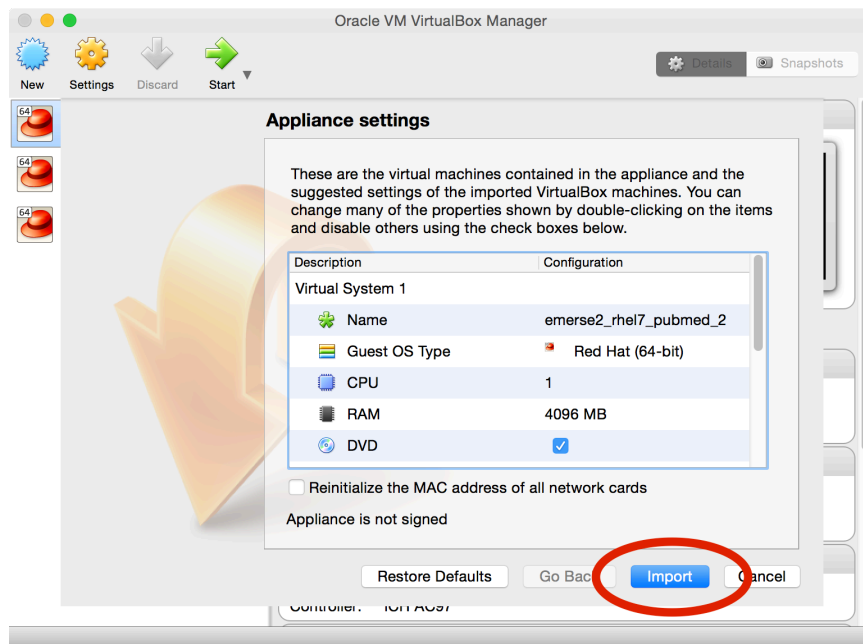 Oracle VM VirtualBox Manager
New
Settings
Discard
Start
Details
Snapshots
64
64
64
Appliance settings
These are the virtual machines contained in the appliance and the
suggested settings of the imported VirtualBox machines. You can
change many of the properties shown by double-clicking on the items
and disable others using the check boxes below.
Description Configuration
Virtual System 1
Name emerse2_rhel7_pubmed_2
Guest OS Type Red Hat (64-bit)
CPU 1
RAM 4096 MB
DVD
Reinitialize the MAC address of all network cards
Appliance is not signed
Restore Defaults Go Back Import Cancel
Controller: ICH AC97